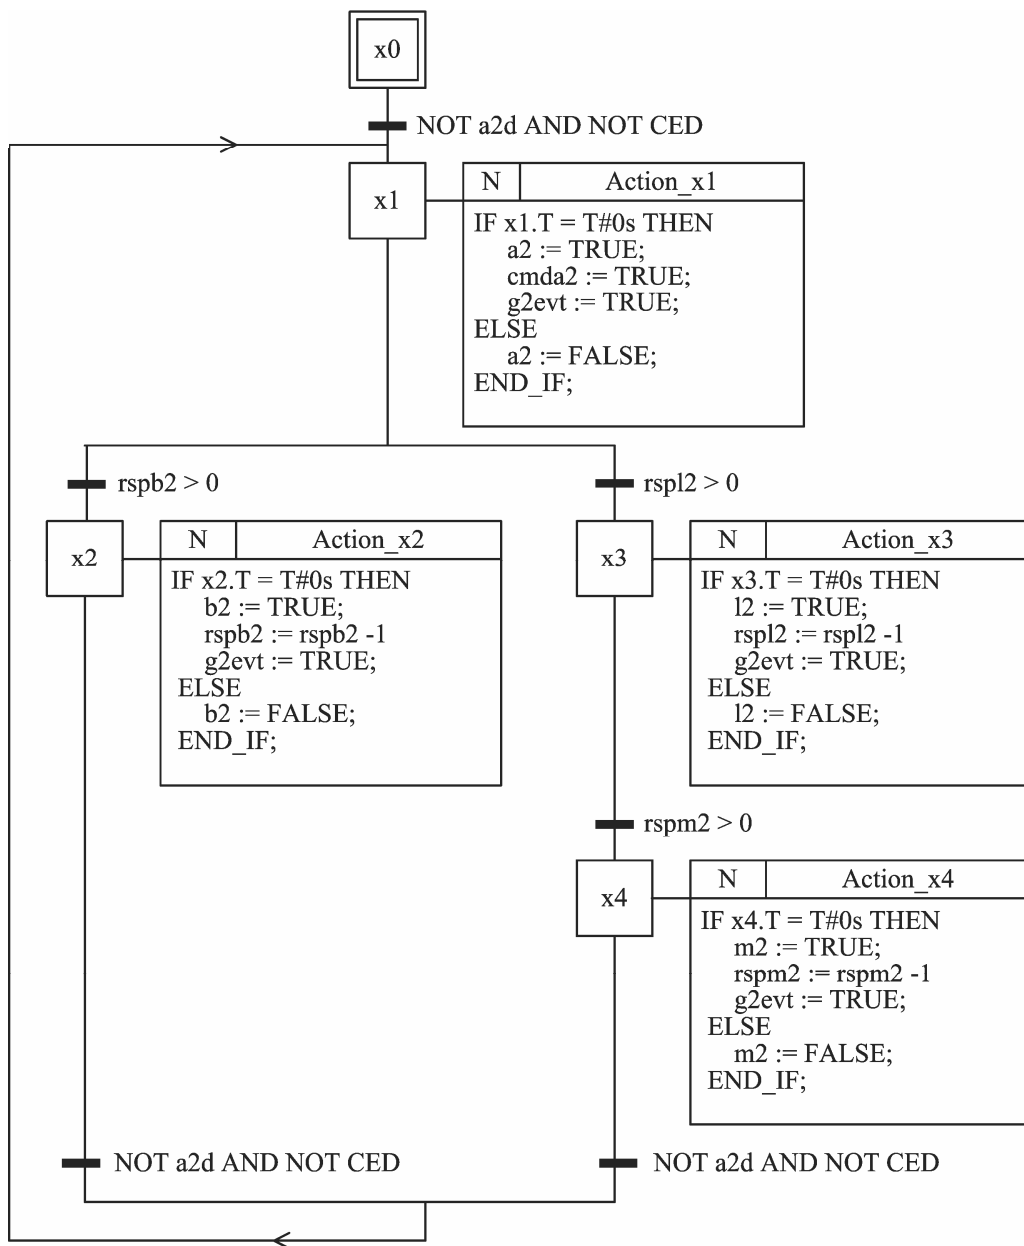 x0
NOT a2d AND NOT CED
x1
N
Action_x1
IF x1.T = T#0s THEN
a2 := TRUE;
cmda2 := TRUE;
g2evt := TRUE;
ELSE
a2 := FALSE;
END_IF;
rspb2 > 0
rspl2 > 0
x2
N
Action_x2
IF x2.T = T#0s THEN
b2 := TRUE;
rspb2 := rspb2 -1
g2evt := TRUE;
ELSE
b2 := FALSE;
END_IF;
x3
N
Action_x3
IF x3.T = T#0s THEN
l2 := TRUE;
rspl2 := rspl2 -1
g2evt := TRUE;
ELSE
l2 := FALSE;
END_IF;
rspm2 > 0
x4
N
Action_x4
IF x4.T = T#0s THEN
m2 := TRUE;
rspm2 := rspm2 -1
g2evt := TRUE;
ELSE
m2 := FALSE;
END_IF;
NOT a2d AND NOT CED
NOT a2d AND NOT CED